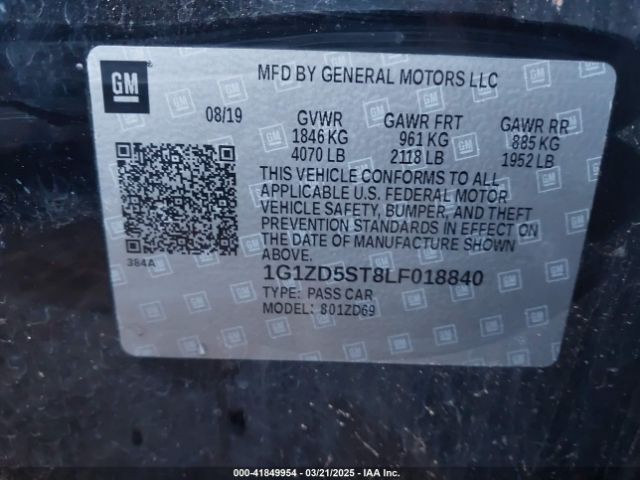 GM
MFD BY GENERAL MOTORS LLC
08/19
GVWR GAWR FRT GAWR RR
1846 KG 961 KG 885 KG
4070 LB 2118 LB 1952 LB
THIS VEHICLE CONFORMS TO ALL
APPLICABLE U.S. FEDERAL MOTOR
VEHICLE SAFETY, BUMPER, AND THEFT
PREVENTION STANDARDS IN EFFECT ON
THE DATE OF MANUFACTURE SHOWN
ABOVE.
384A
1G1ZD5ST8LF018840
TYPE: PASS CAR
MODEL: 801ZD69
000-41849954 - 03/21/2025 - IAA Inc.